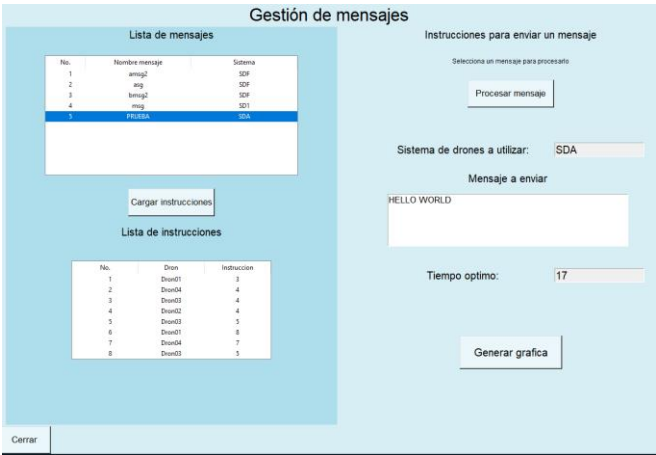 Gestión de mensajes
Lista de mensajes
No. Nombre mensaje Sistema
1 amsg2 SDF
2 asg SDF
3 bmsg2 SDF
4 msg SD1
5 PRUEBA SDA
Cargar instrucciones
Lista de instrucciones
No. Dron Instruccion
1 Dron01 3
2 Dron04 4
3 Dron03 4
4 Dron02 4
5 Dron03 5
6 Dron01 8
7 Dron04 7
8 Dron03 5
Cerrar
Instrucciones para enviar un mensaje
Selecciona un mensaje para procesarlo
Procesar mensaje
Sistema de drones a utilizar: SDA
Mensaje a enviar
HELLO WORLD
Tiempo optimo: 17
Generar grafica